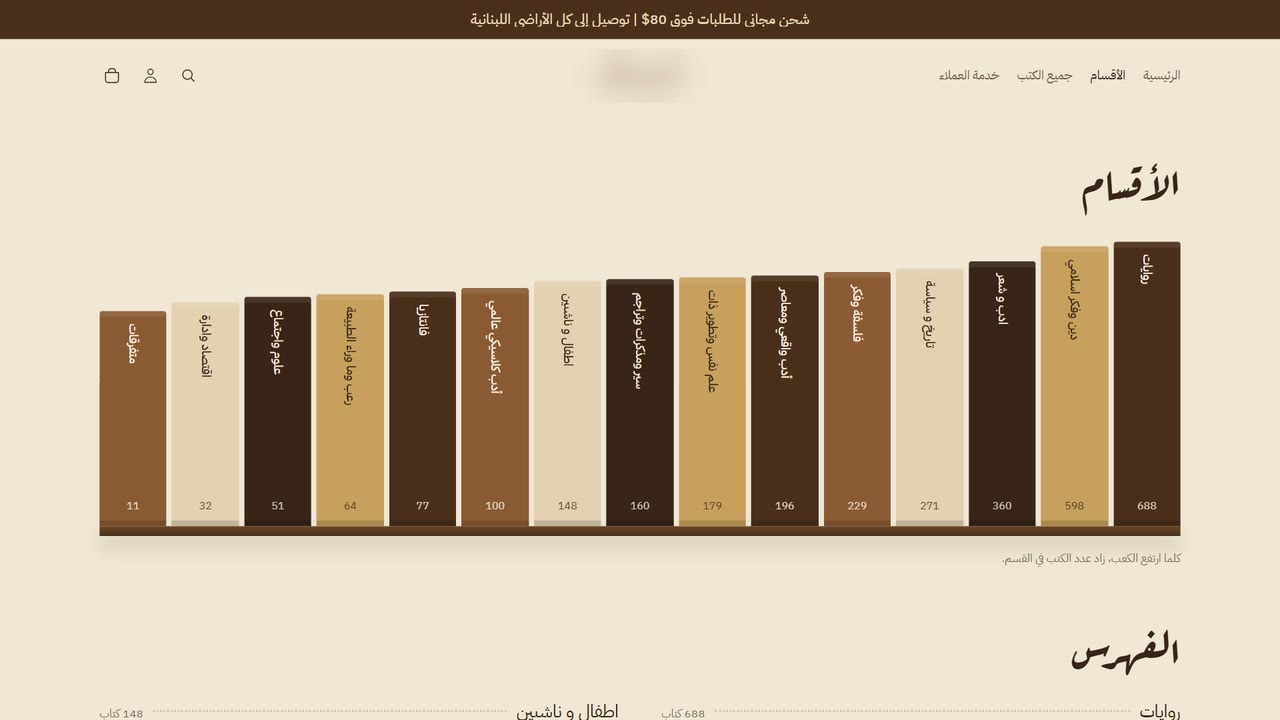 شحن مجاني للطلبات فوق 80$ | توصيل إلى كل الأراضي اللبنانية
الرئيسية
الأقسام
جميع الكتب
خدمة العملاء
الأقسام
روايات
688
دين وفكر اسلامي
598
ادب و شعر
360
تاريخ و سياسة
271
فلسفة وفكر
229
أدب واقعي ومعاصر
196
علم نفس وتطوير ذات
179
سير ومذكرات وتراجم
160
اطفال و ناشئين
148
أدب كلاسيكي عالمي
100
فانتازيا
77
رعب وما وراء الطبيعة
64
علوم واجتماع
51
اقتصاد وادارة
32
متفرقات
11
كلما ارتفع الكعب، زاد عدد الكتب في القسم.
الفهرس
روايات 688 كتاب
اطفال و ناشئين 148 كتاب